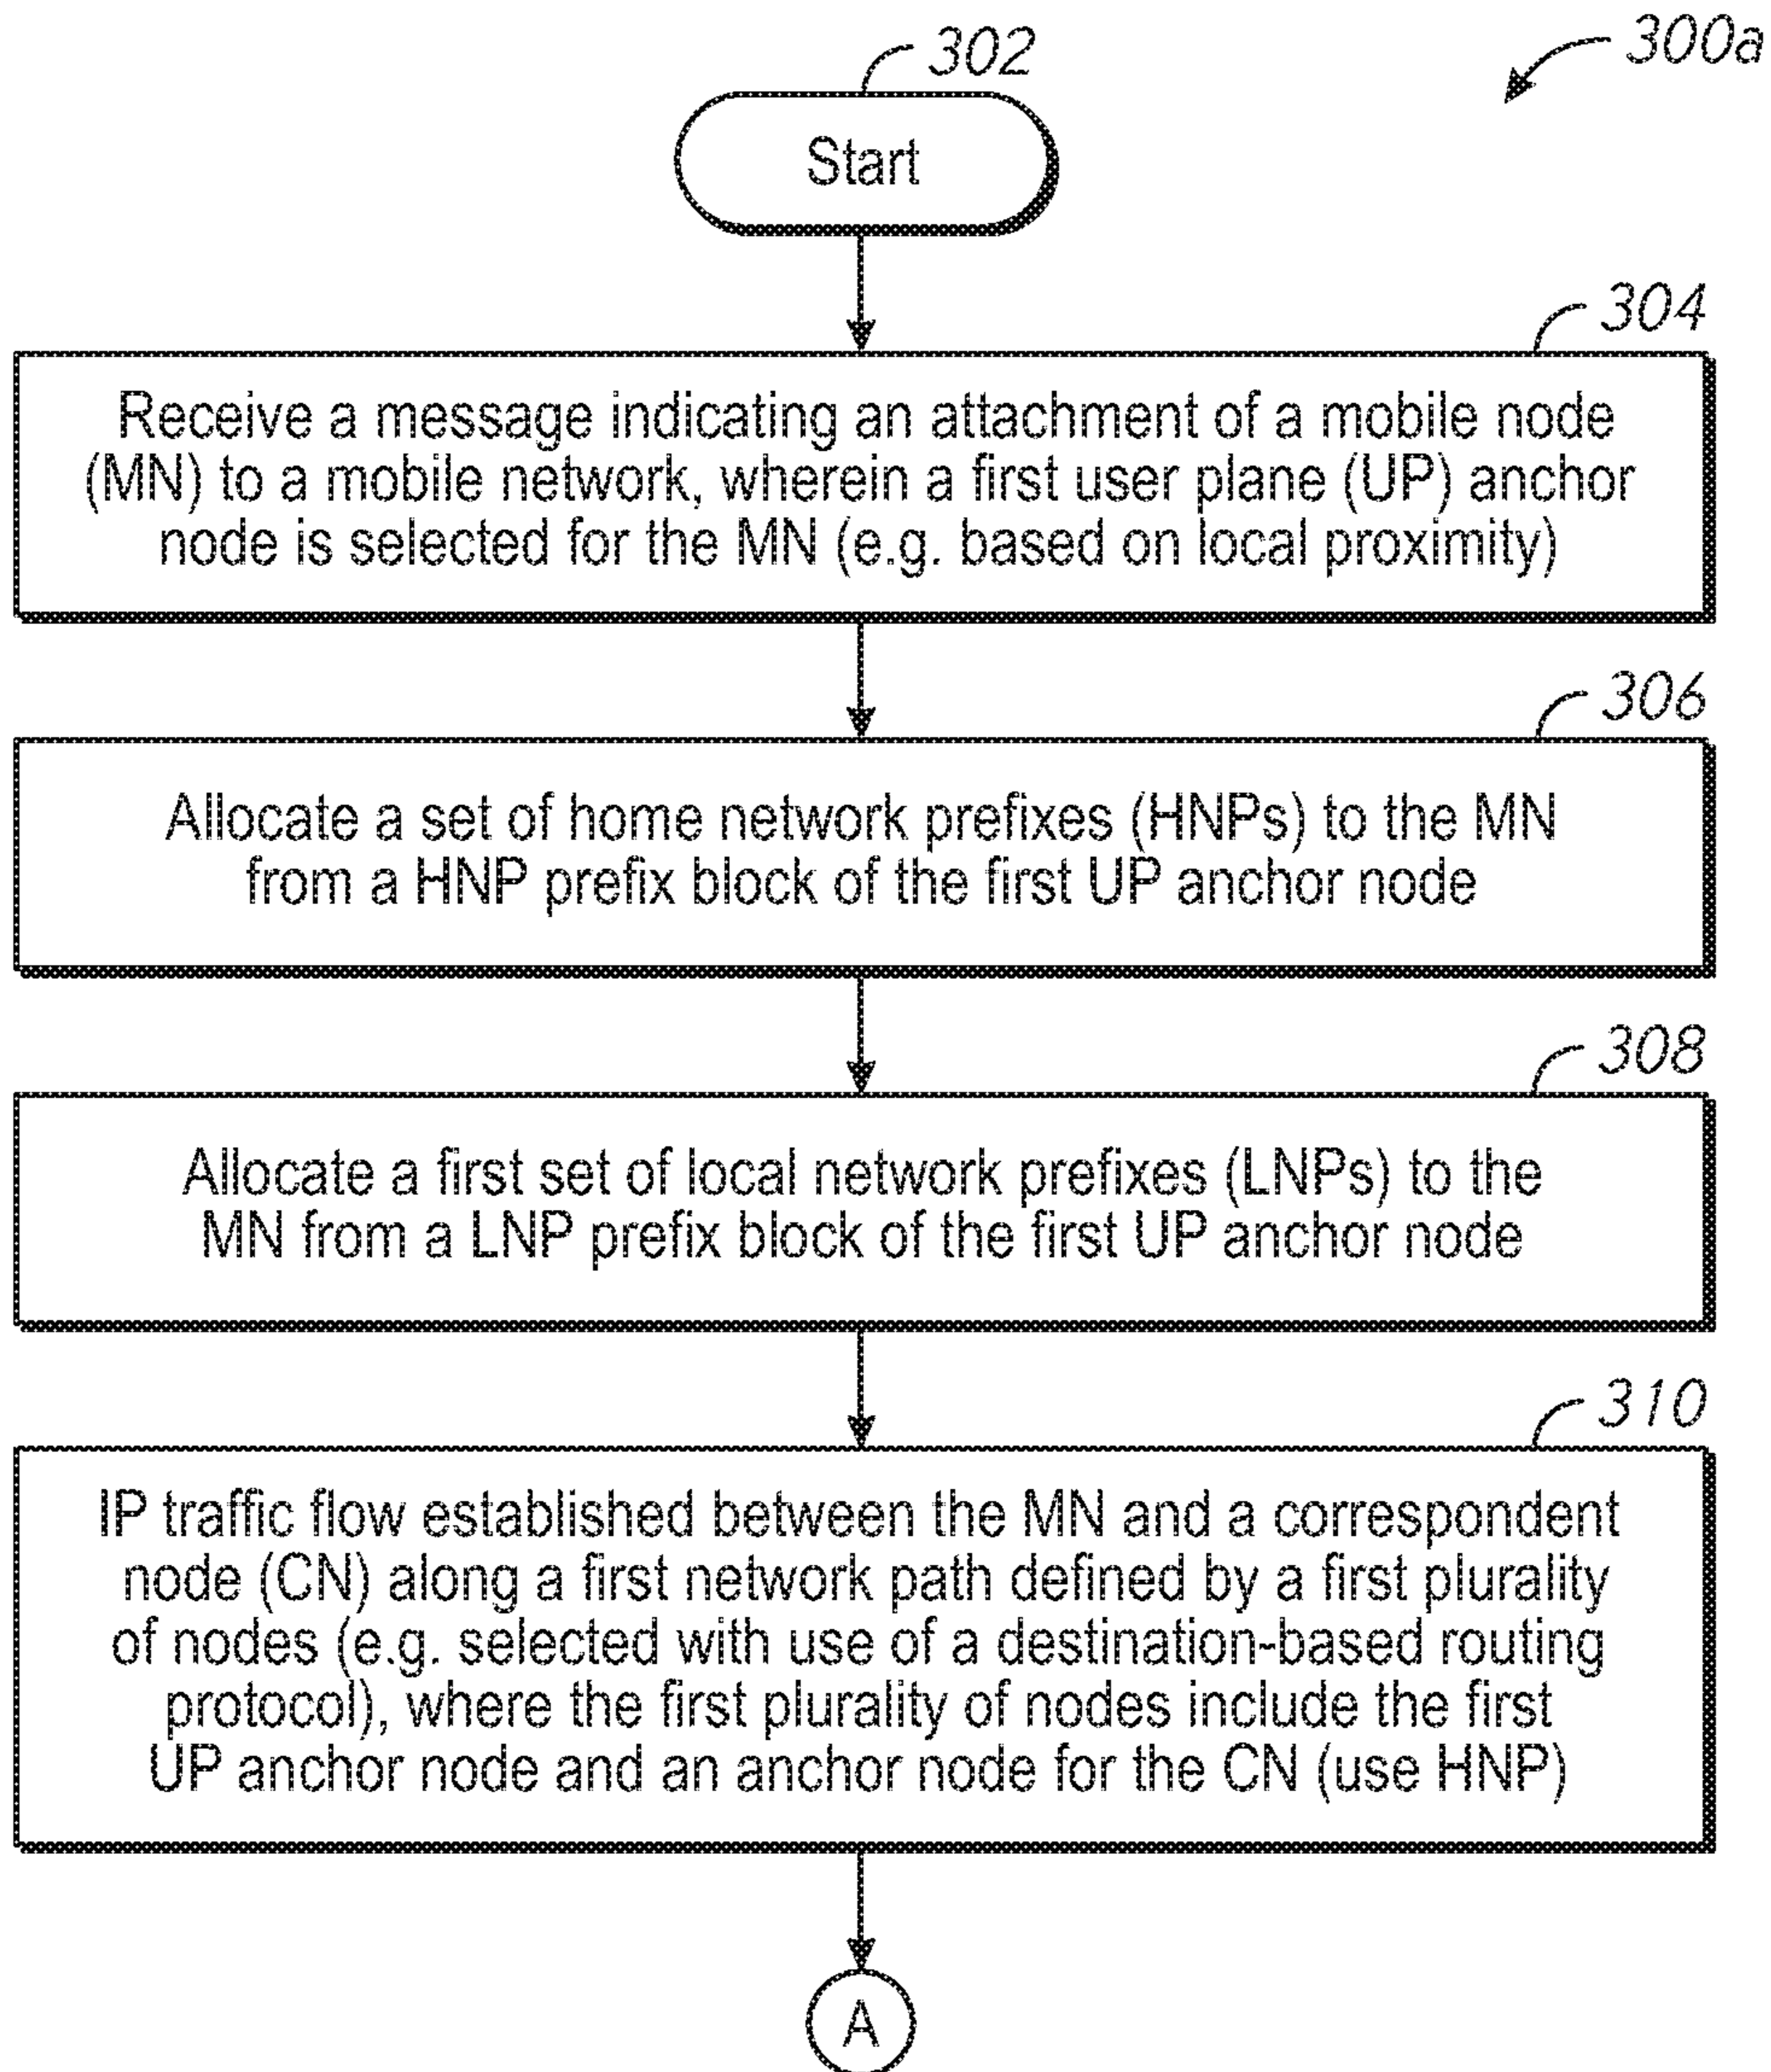 302
300a
Start
304
Receive a message indicating an attachment of a mobile node
(MN) to a mobile network, wherein a first user plane (UP) anchor
node is selected for the MN (e.g. based on local proximity)
306
Allocate a set of home network prefixes (HNPs) to the MN
from a HNP prefix block of the first UP anchor node
308
Allocate a first set of local network prefixes (LNPs) to the
MN from a LNP prefix block of the first UP anchor node
310
IP traffic flow established between the MN and a correspondent
node (CN) along a first network path defined by a first plurality
of nodes (e.g. selected with use of a destination-based routing
protocol), where the first plurality of nodes include the first
UP anchor node and an anchor node for the CN (use HNP)
A